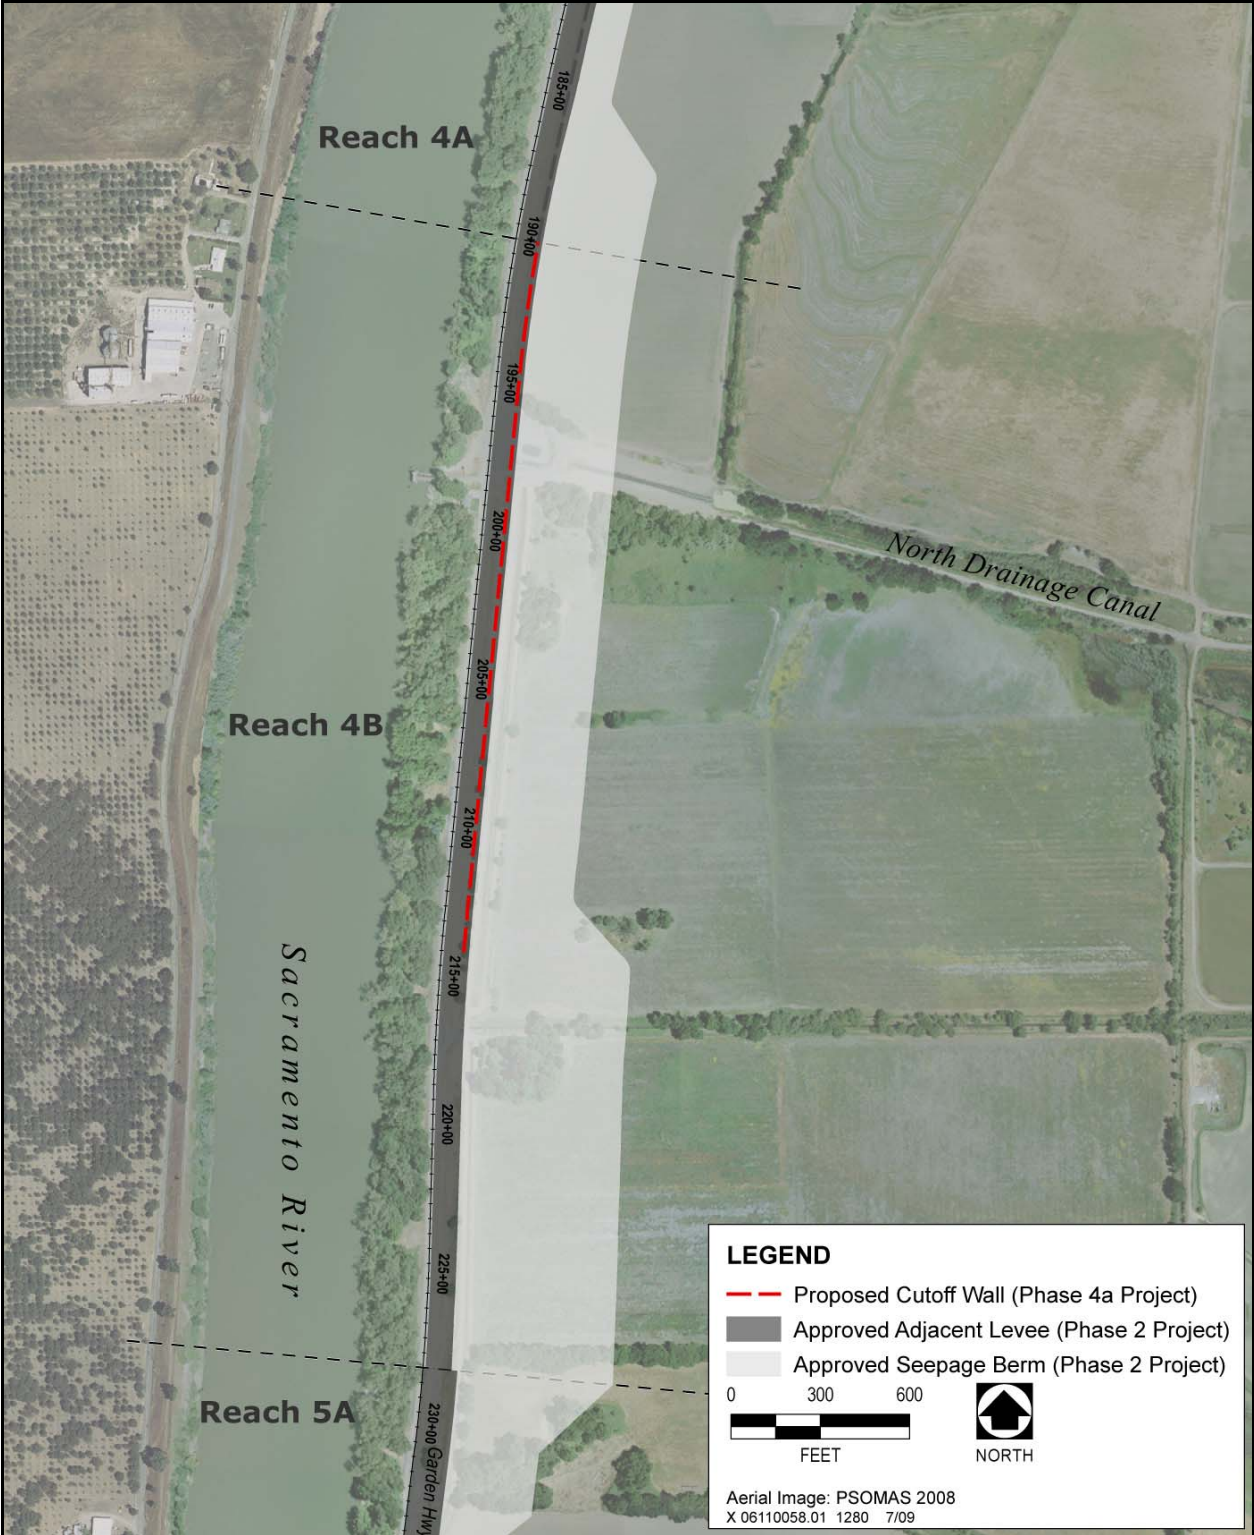 185+00
Reach 4A
190+00
195+00
200+00
North Drainage Canal
205+00
Reach 4B
210+00
215+00
Sacramento River
220+00
225+00
Reach 5A
230+00
Garden Hwy
LEGEND
Proposed Cutoff Wall (Phase 4a Project)
Approved Adjacent Levee (Phase 2 Project)
Approved Seepage Berm (Phase 2 Project)
0 300 600
FEET
NORTH
Aerial Image: PSOMAS 2008
X 06110058.01 1280 7/09